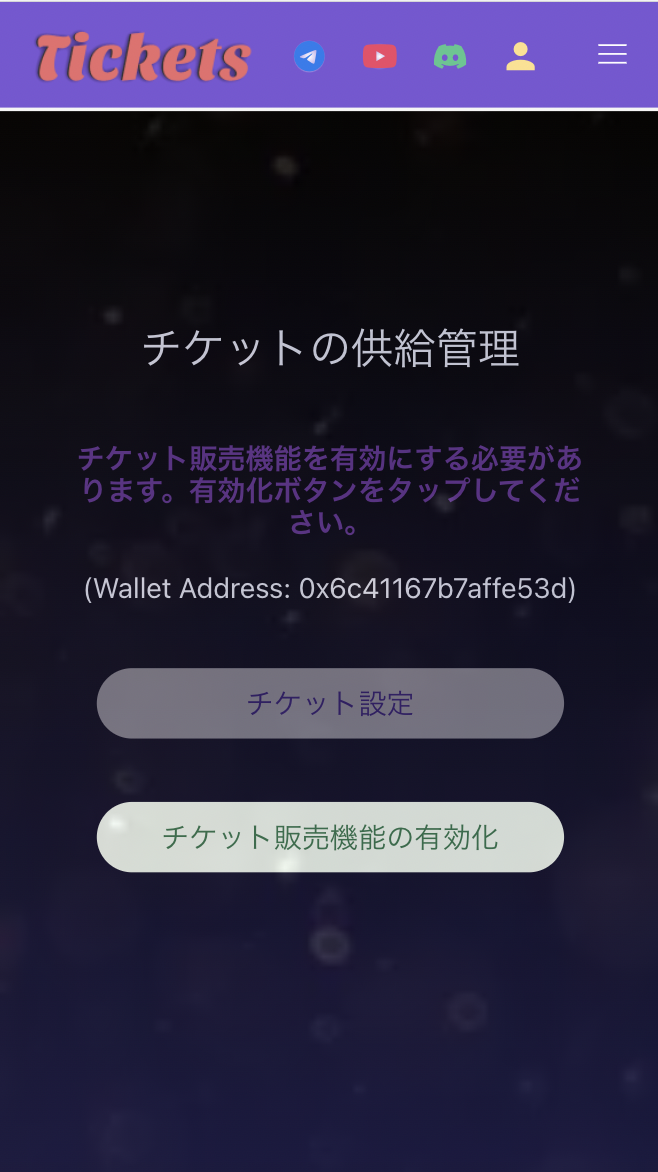 Tickets
チケットの供給管理
チケット販売機能を有効にする必要があ
ります。有効化ボタンをタップしてくだ
さい。
(Wallet Address: 0x6c41167b7affe53d)
チケット設定
チケット販売機能の有効化